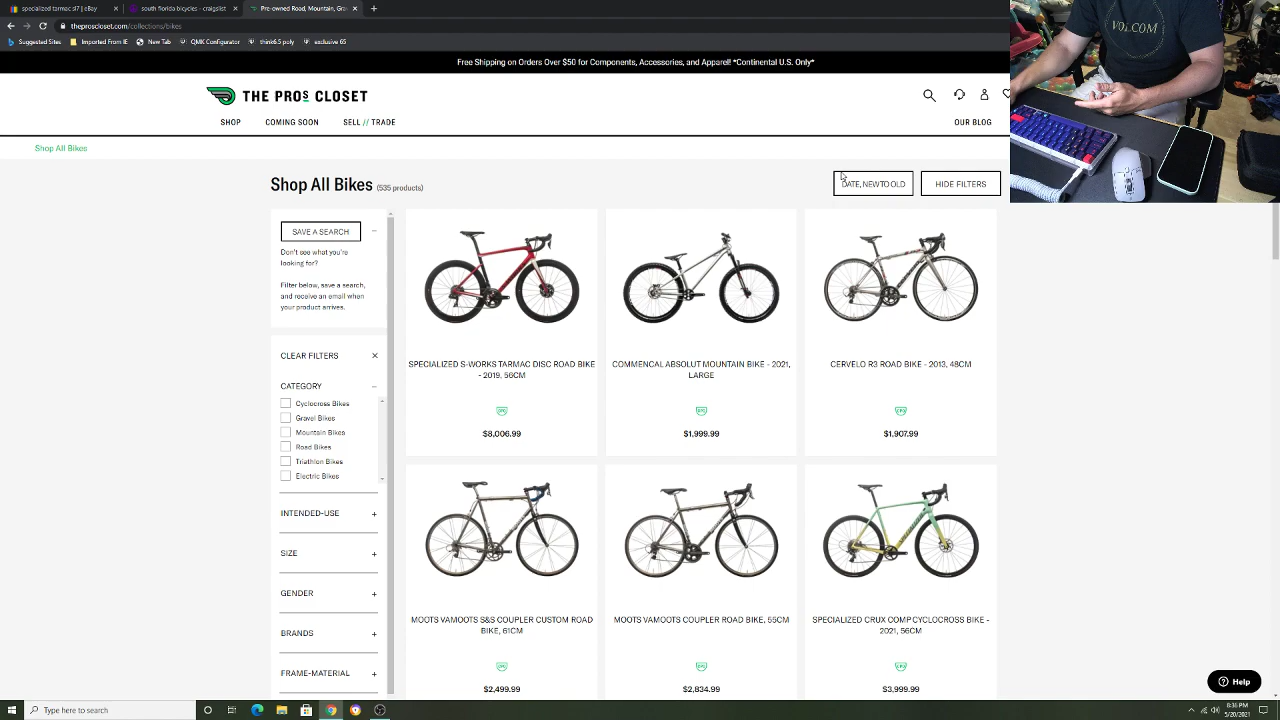 specialized tarmac s7 | eBay
south florida bicycles - craigslist
Pre-owned Road, Mountain, Gra
theproscloset.com/collections/bikes
Suggested Sites
Imported From IE
New Tab
QMK Configurator
think6.5 poly
exclusive 65
Free Shipping on Orders Over $50 for Components, Accessories, and Apparel! *Continental U.S. Only*
THE PROS CLOSET
SHOP
COMING SOON
SELL // TRADE
OUR BLOG
Shop All Bikes
Shop All Bikes (535 products)
DATE, NEW TO OLD
HIDE FILTERS
SAVE A SEARCH
Don't see what you're
looking for?
Filter below, save a search,
and receive an email when
your product arrives.
CLEAR FILTERS
CATEGORY
Cyclocross Bikes
Gravel Bikes
Mountain Bikes
Road Bikes
Triathlon Bikes
Electric Bikes
INTENDED-USE
SIZE
GENDER
BRANDS
FRAME-MATERIAL
SPECIALIZED S-WORKS TARMAC DISC ROAD BIKE
- 2019, 56CM
$8,006.99
COMMENCAL ABSOLUT MOUNTAIN BIKE - 2021,
LARGE
$1,999.99
CERVELO R3 ROAD BIKE - 2013, 48CM
$1,907.99
MOOTS VAMOOTS S&S COUPLER CUSTOM ROAD
BIKE, 61CM
$2,499.99
MOOTS VAMOOTS COUPLER ROAD BIKE, 55CM
$2,834.99
SPECIALIZED CRUX COMP CYCLOCROSS BIKE -
2021, 56CM
$3,999.99
Help
Type here to search
8:36 PM
5/20/2021